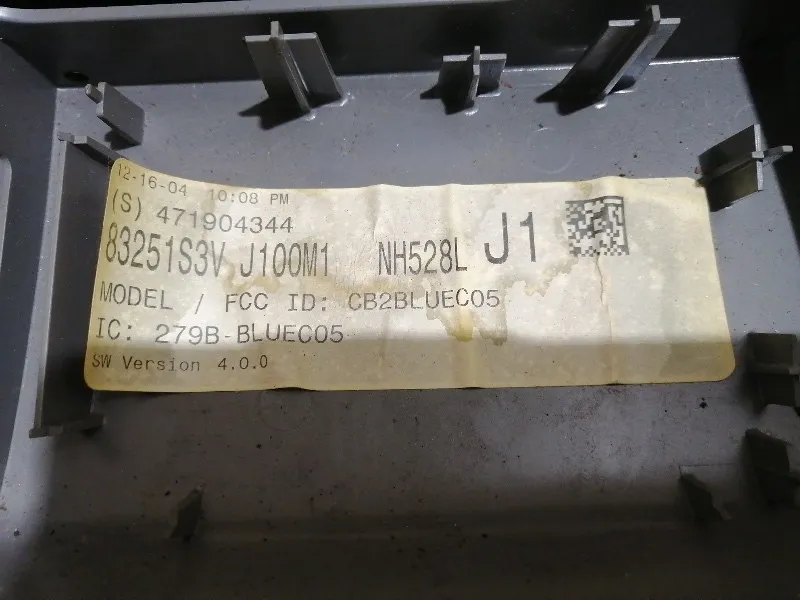 12-16-04 10:08 PM
(S) 471904344
83251S3V J100M1 NH528L J1
MODEL / FCC ID: CB2BLUEC05
IC: 279B-BLUEC05
SW Version 4.0.0